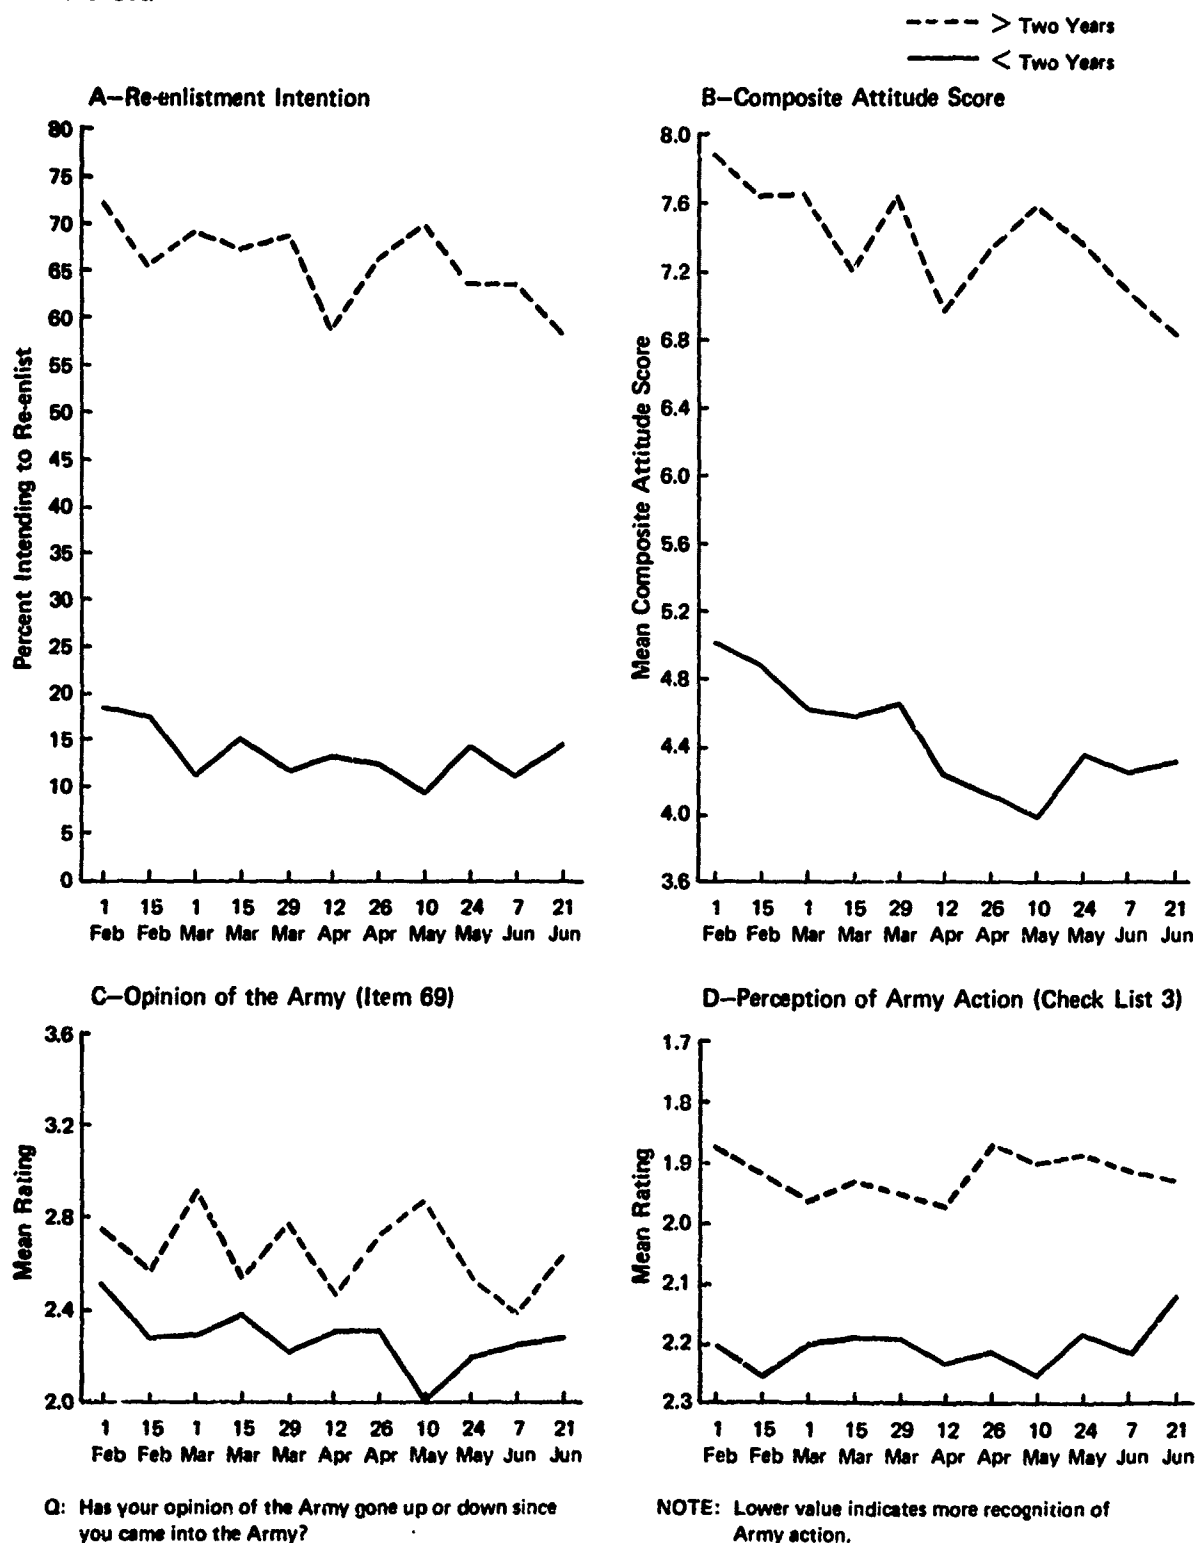 > Two Years
< Two Years
A—Re-enlistment Intention
80
75
70
65
60
55
50
45
40
35
30
25
20
15
10
5
0
Percent Intending to Re-enlist
1 15 1 15 29 12 26 10 24 7 21
Feb Feb Mar Mar Mar Apr Apr May May Jun Jun
B—Composite Attitude Score
8.0
7.6
7.2
6.8
6.4
6.0
5.6
5.2
4.8
4.4
4.0
3.6
Mean Composite Attitude Score
1 15 1 15 29 12 26 10 24 7 21
Feb Feb Mar Mar Mar Apr Apr May May Jun Jun
C—Opinion of the Army (Item 69)
3.6
3.2
2.8
2.4
2.0
Mean Rating
1 15 1 15 29 12 26 10 24 7 21
Feb Feb Mar Mar Mar Apr Apr May May Jun Jun
Q: Has your opinion of the Army gone up or down since
you came into the Army?
D—Perception of Army Action (Check List 3)
1.7
1.8
1.9
2.0
2.1
2.2
2.3
Mean Rating
1 15 1 15 29 12 26 10 24 7 21
Feb Feb Mar Mar Mar Apr Apr May May Jun Jun
NOTE: Lower value indicates more recognition of
Army action.